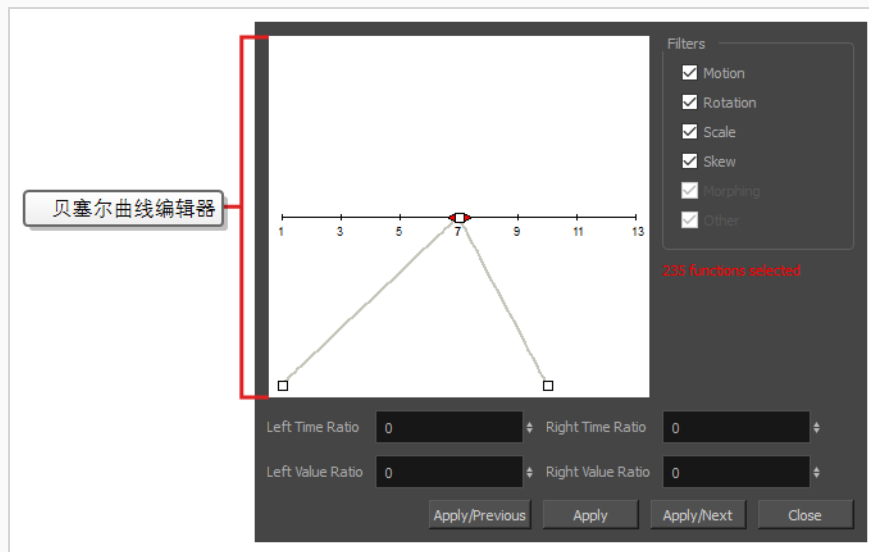 Filters
Motion
Rotation
Scale
Skew
Morphing
Other
235 functions selected
贝塞尔曲线编辑器
1 3 5 7 9 11 13
Left Time Ratio 0 Right Time Ratio 0
Left Value Ratio 0 Right Value Ratio 0
Apply/Previous Apply Apply/Next Close